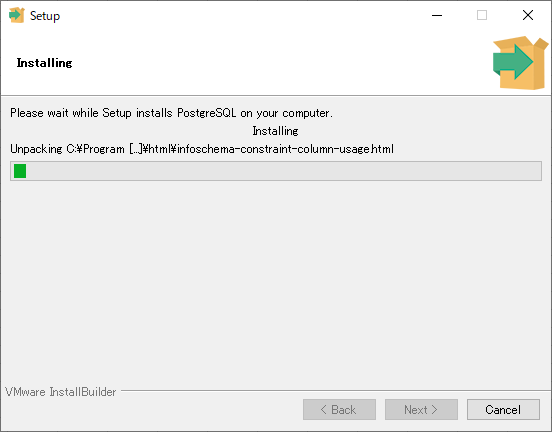 Setup
Installing
Please wait while Setup installs PostgreSQL on your computer.
Installing
Unpacking C:¥Program [...]¥html¥infoschema-constraint-column-usage.html
VMware InstallBuilder
< Back
Next >
Cancel